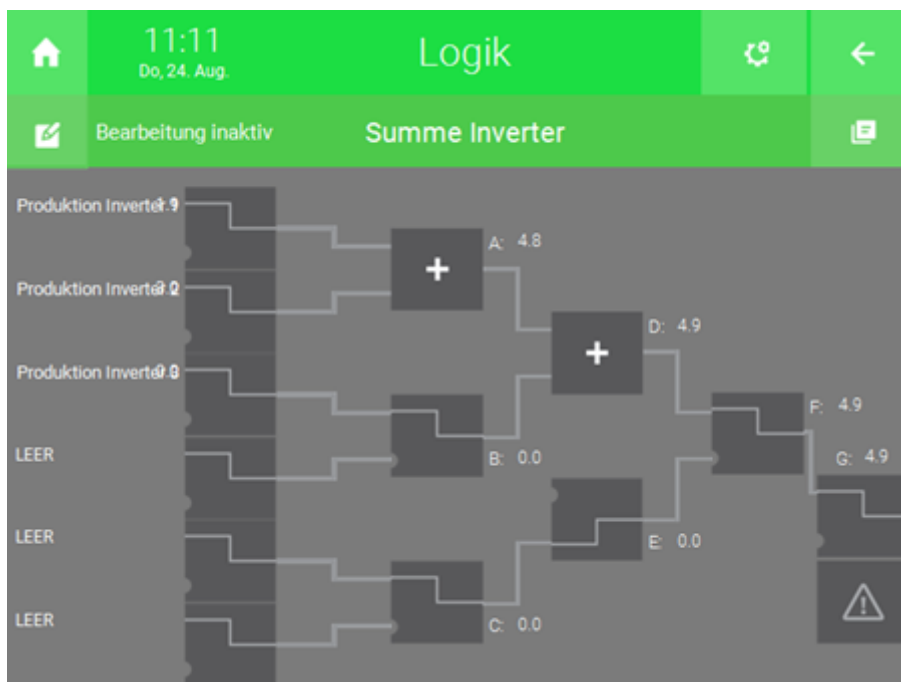 11:11
Do, 24. Aug.
Logik
Bearbeitung inaktiv
Summe Inverter
Produktion Inverter
A: 4.8
Produktion Inverter
D: 4.9
Produktion Inverter
F: 4.9
LEER
B: 0.0
G: 4.9
LEER
E: 0.0
LEER
C: 0.0